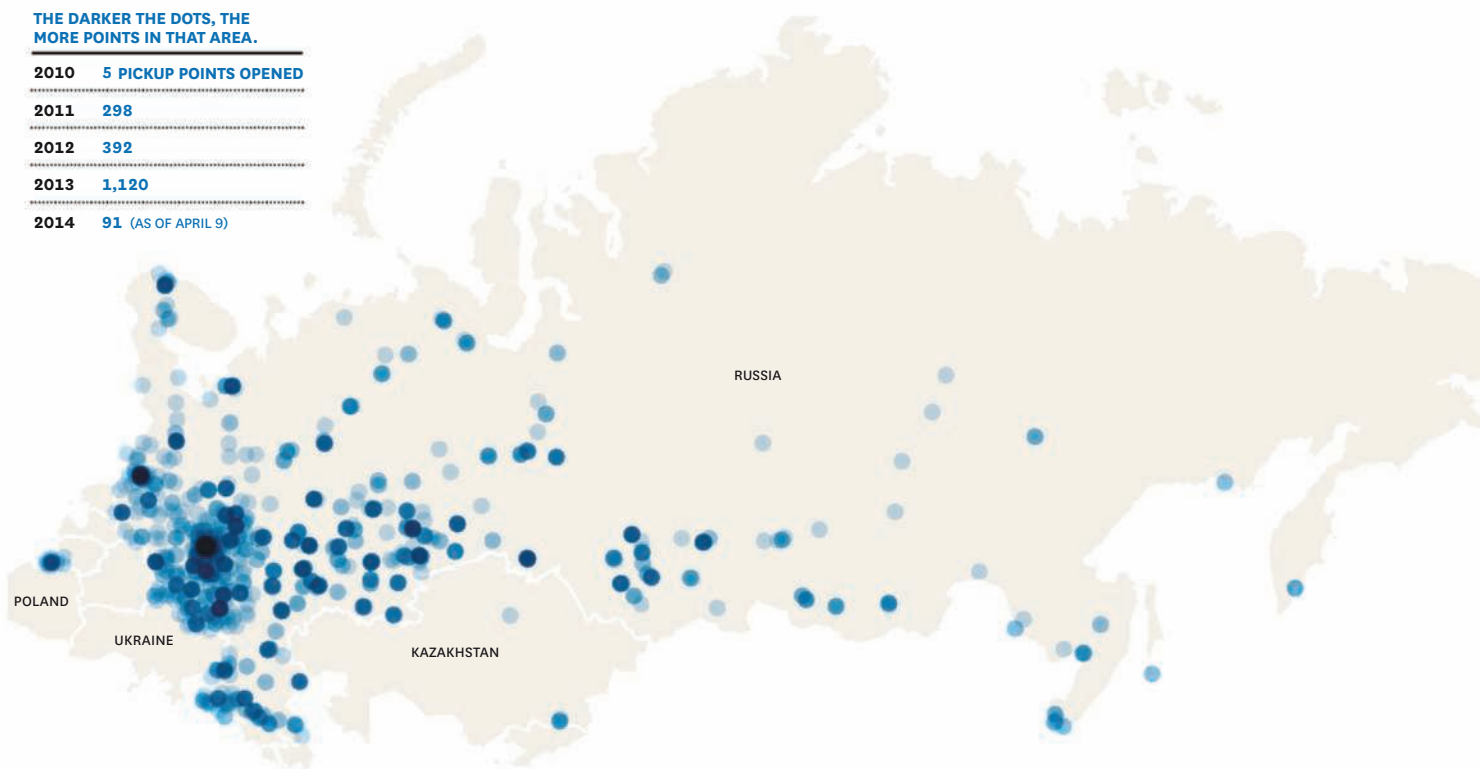 THE DARKER THE DOTS, THE
MORE POINTS IN THAT AREA.
2010 5 PICKUP POINTS OPENED
2011 298
2012 392
2013 1,120
2014 91 (AS OF APRIL 9)
RUSSIA
POLAND
UKRAINE
KAZAKHSTAN